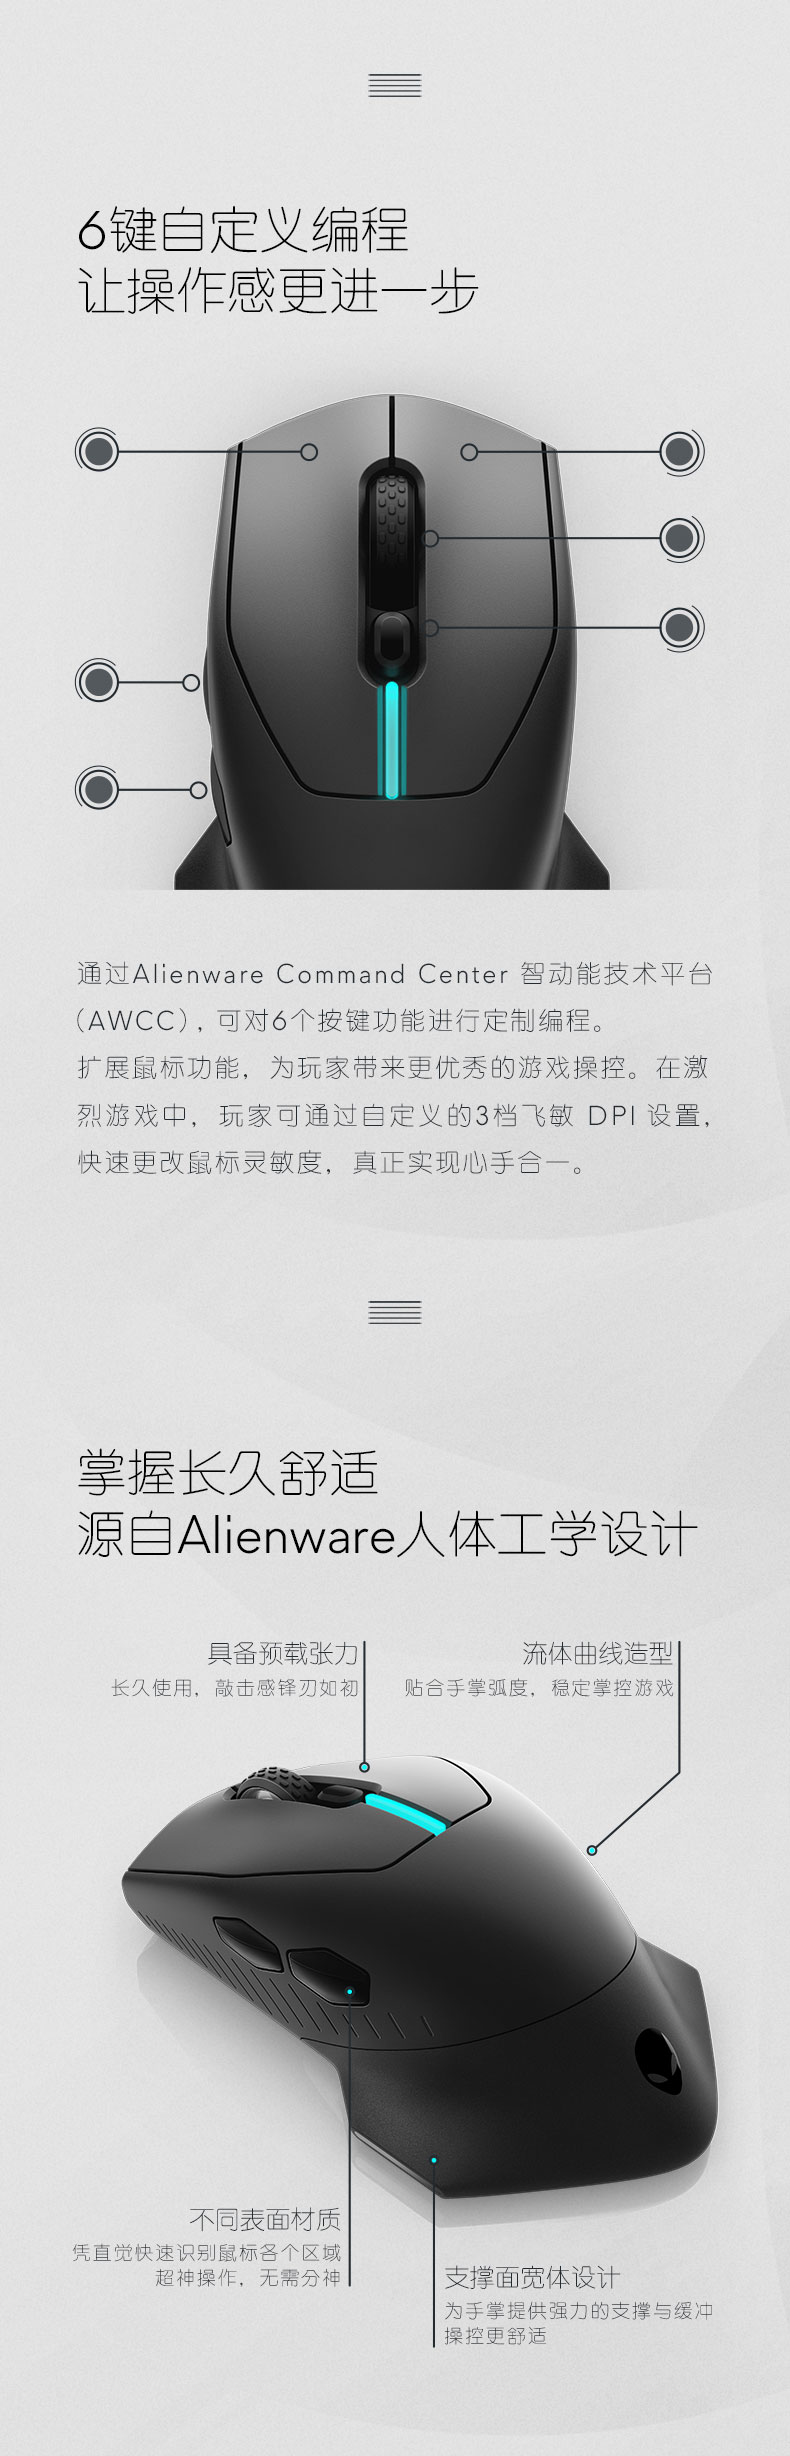 6键自定义编程
让操作感更进一步
通过Alienware Command Center 智动能技术平台
(AWCC)，可对6个按键功能进行定制编程。
扩展鼠标功能，为玩家带来更优秀的游戏操控。在激
烈游戏中，玩家可通过自定义的3档飞敏 DPI 设置，
快速更改鼠标灵敏度，真正实现心手合一。
掌握长久舒适
源自Alienware人体工学设计
具备预载张力
长久使用，敲击感锋刃如初
流体曲线造型
贴合手掌弧度，稳定掌控游戏
不同表面材质
凭直觉快速识别鼠标各个区域
超神操作，无需分神
支撑面宽体设计
为手掌提供强力的支撑与缓冲
操控更舒适